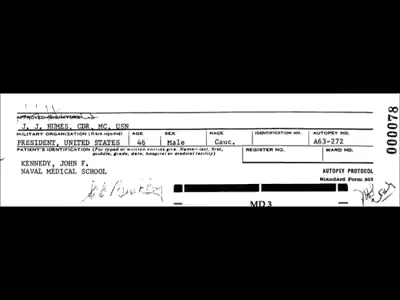 APPROVED-SIGNATURE
J. J. HUMES, CDR, MC, USN
MILITARY ORGANIZATION (When required) AGE SEX RACE IDENTIFICATION NO. AUTOPSY NO.
PRESIDENT, UNITED STATES 46 Male Cauc. A63-272
PATIENT'S IDENTIFICATION (For typed or written entries give: Name—last, first, middle, grade, date, hospital or medical facility) REGISTER NO. WARD NO.
KENNEDY, JOHN F.
NAVAL MEDICAL SCHOOL
AUTOPSY PROTOCOL
Standard Form 503
MD 3
000078